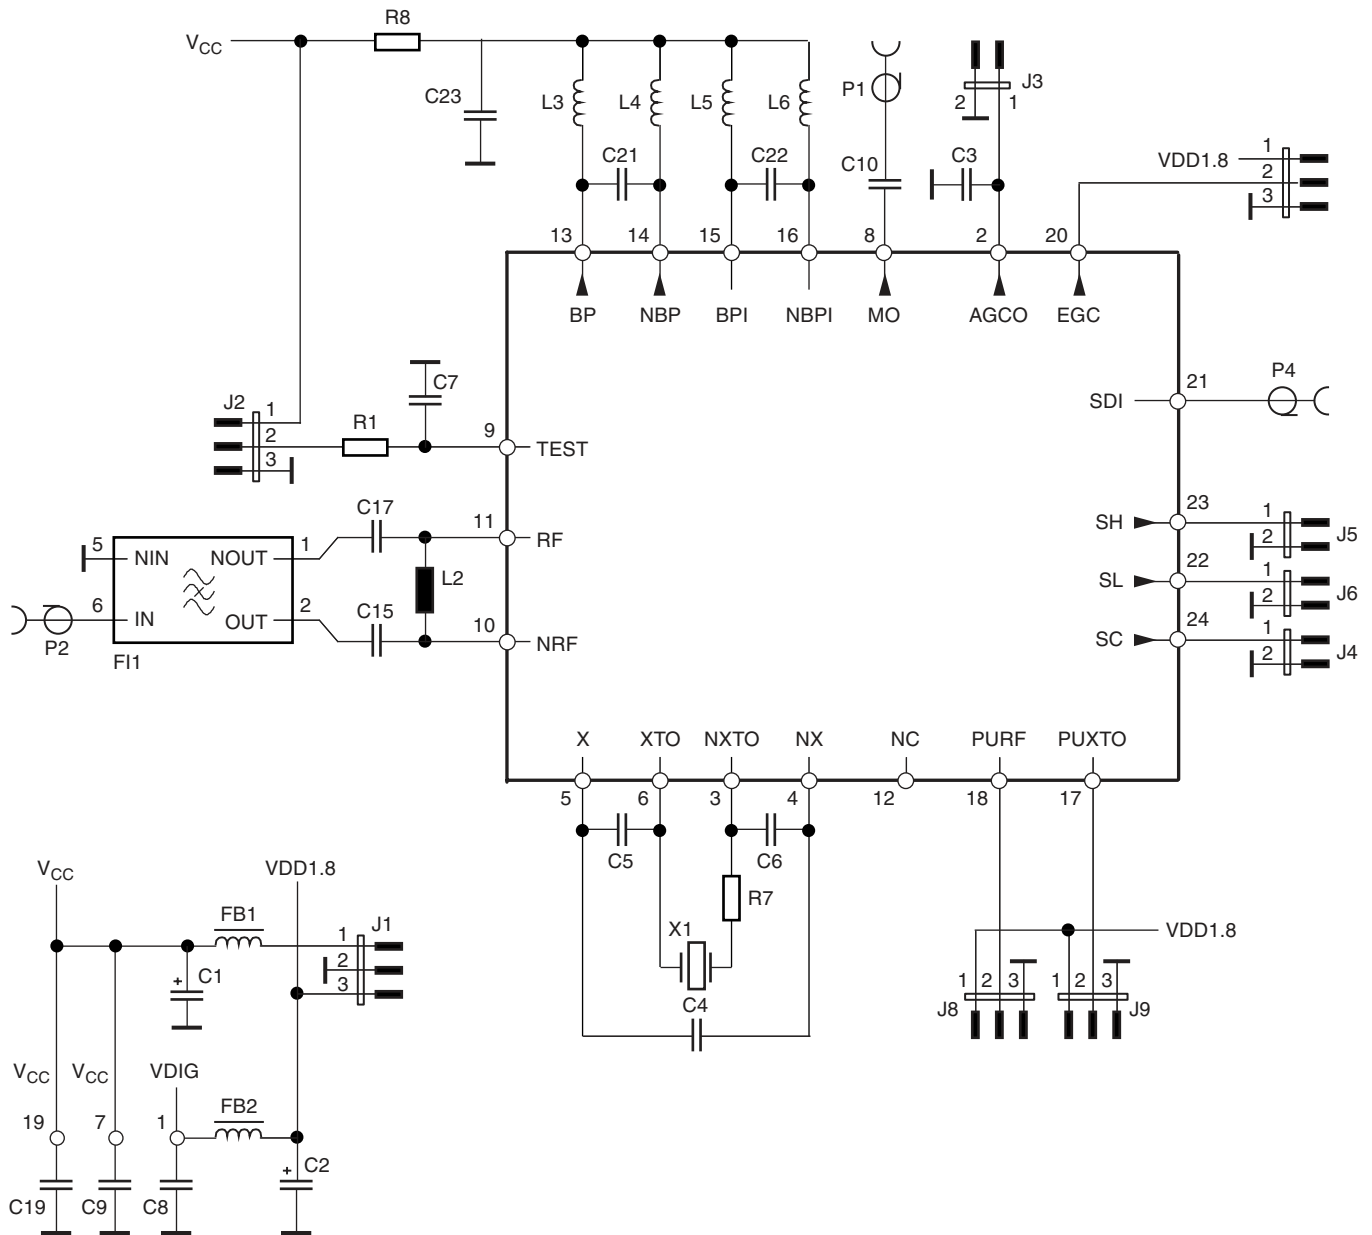 R8
VCC
C23
L3
L4
L5
L6
P1
J3
2
1
C21
C22
C10
C3
VDD1.8
1
2
3
13
14
15
16
8
2
20
BP
NBP
BPI
NBPI
MO
AGCO
EGC
C7
J2
1
2
3
R1
9
TEST
SDI
21
P4
C17
11
RF
5
NIN
NOUT
1
L2
6
IN
OUT
2
C15
10
NRF
P2
FI1
SH
23
1
2
J5
SL
22
1
2
J6
SC
24
1
2
J4
X
XTO
NXTO
NX
NC
PURF
PUXTO
5
6
3
4
12
18
17
C5
C6
R7
X1
C4
VDD1.8
1
2
3
1
2
3
J8
J9
VCC
VDD1.8
FB1
1
J1
2
3
+
C1
VCC
VCC
VDIG
19
7
1
FB2
+
C2
C19
C9
C8